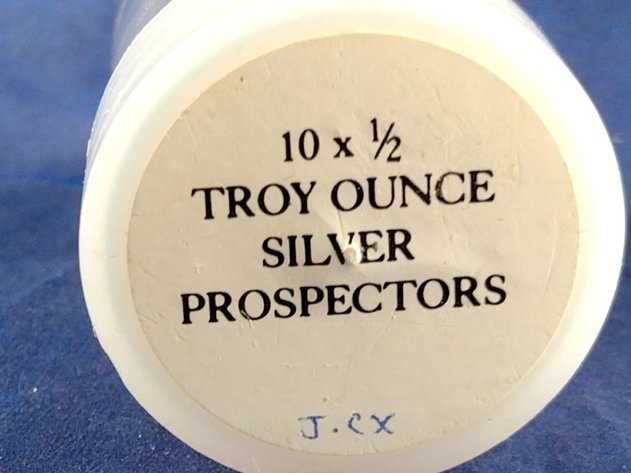 10 x ½
TROY OUNCE
SILVER
PROSPECTORS
J.CX